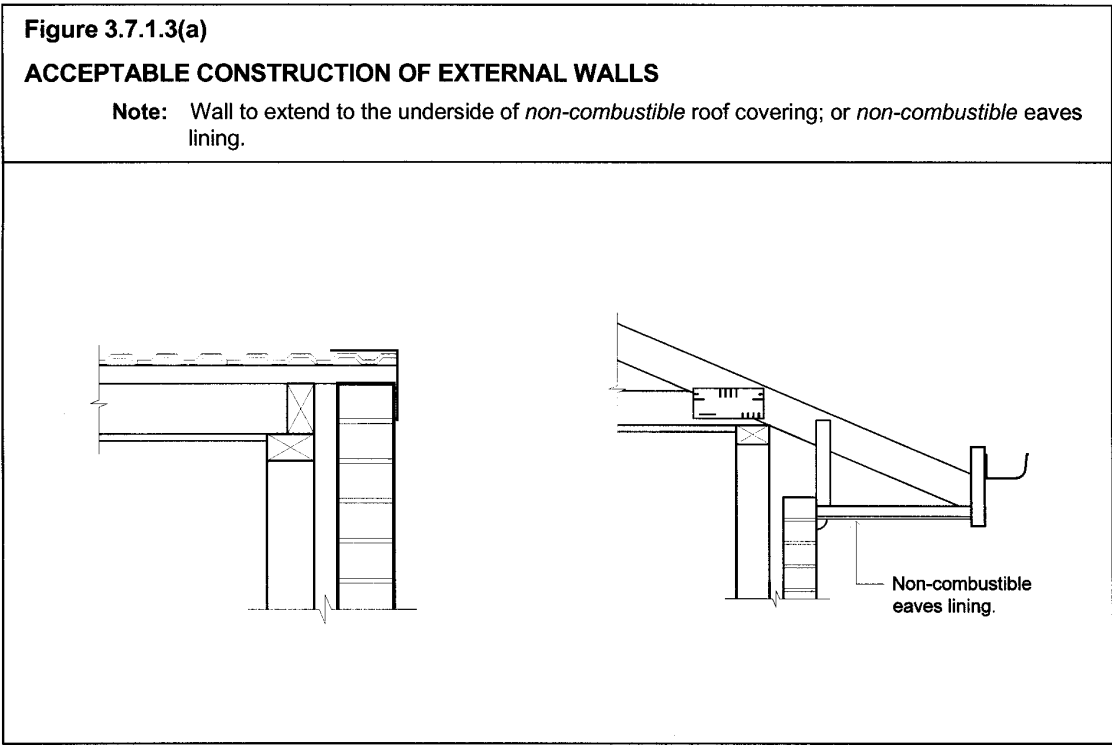 Figure 3.7.1.3(a)
ACCEPTABLE CONSTRUCTION OF EXTERNAL WALLS
Note: Wall to extend to the underside of non-combustible roof covering; or non-combustible eaves
lining.
Non-combustible
eaves lining.